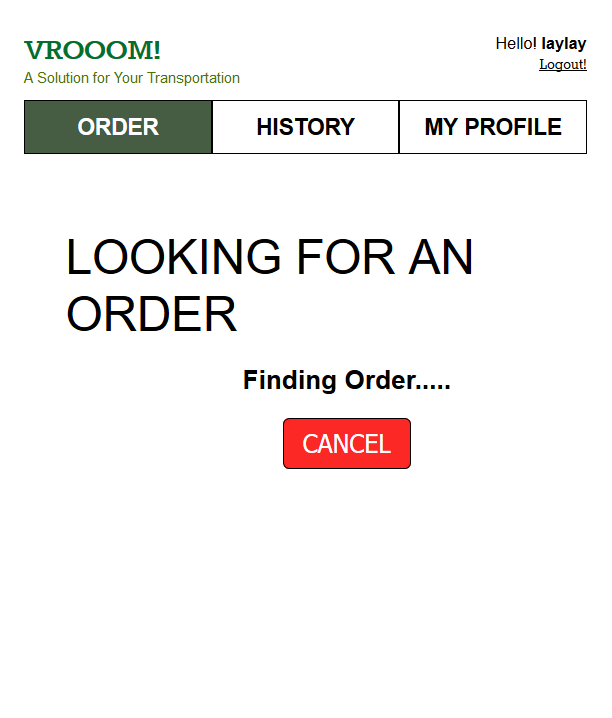 VROOOM!
A Solution for Your Transportation
Hello! laylay
Logout!
ORDER
HISTORY
MY PROFILE
LOOKING FOR AN
ORDER
Finding Order.....
CANCEL